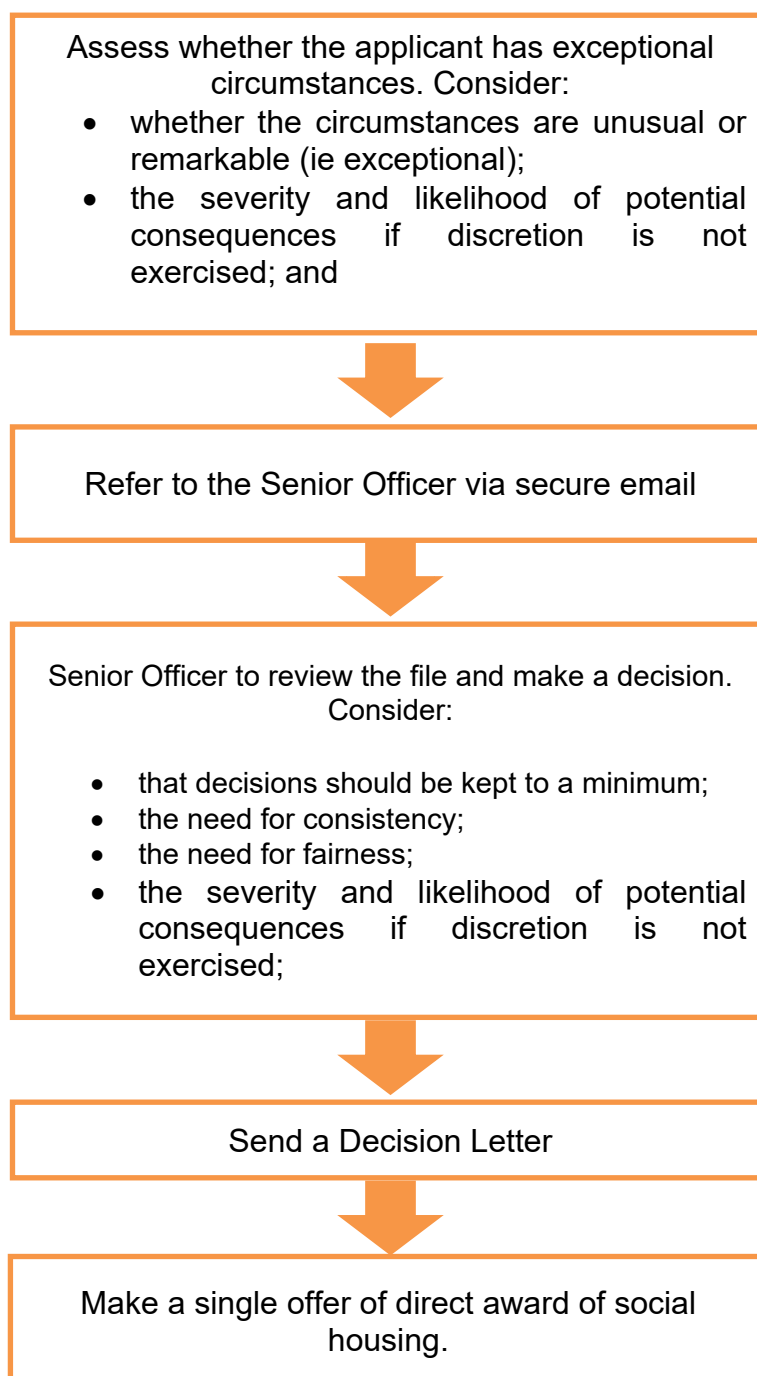 Assess whether the applicant has exceptional
circumstances. Consider:
• whether the circumstances are unusual or
remarkable (ie exceptional);
• the severity and likelihood of potential
consequences if discretion is not
exercised; and
Refer to the Senior Officer via secure email
Senior Officer to review the file and make a decision.
Consider:
• that decisions should be kept to a minimum;
• the need for consistency;
• the need for fairness;
• the severity and likelihood of potential
consequences if discretion is not
exercised;
Send a Decision Letter
Make a single offer of direct award of social
housing.